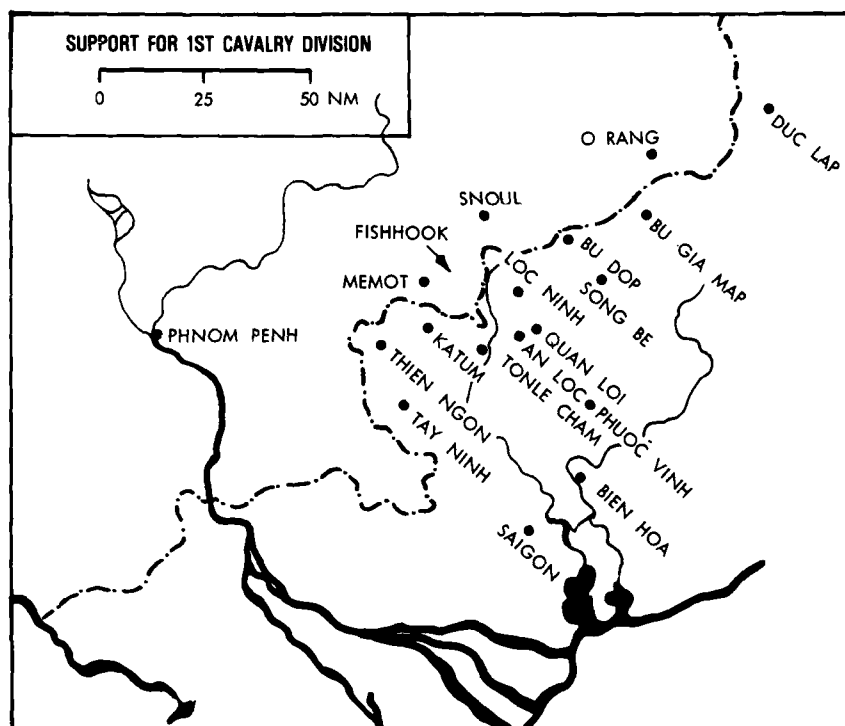 SUPPORT FOR 1ST CAVALRY DIVISION
0 25 50 NM
DUC LAP
O RANG
SNOUL
BU GIA MAP
FISHHOOK
BU DOP
LOC NINH
SONG BE
MEMOT
PHNOM PENH
KATUM
QUAN LOI
AN LOC
TONLE CHAM
THIEN NGON
PHUOC VINH
TAY NINH
BIEN HOA
SAIGON